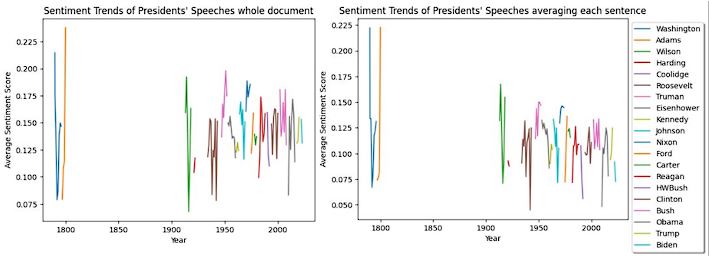 Sentiment Trends of Presidents' Speeches whole document
Average Sentiment Score
0.225
0.200
0.175
0.150
0.125
0.100
0.075
1800
1850
1900
1950
2000
Year
Sentiment Trends of Presidents' Speeches averaging each sentence
Average Sentiment Score
0.225
0.200
0.175
0.150
0.125
0.100
0.075
0.050
1800
1850
1900
1950
2000
Year
Washington
Adams
Wilson
Harding
Coolidge
Roosevelt
Truman
Eisenhower
Kennedy
Johnson
Nixon
Ford
Carter
Reagan
HWBush
Clinton
Bush
Obama
Trump
Biden